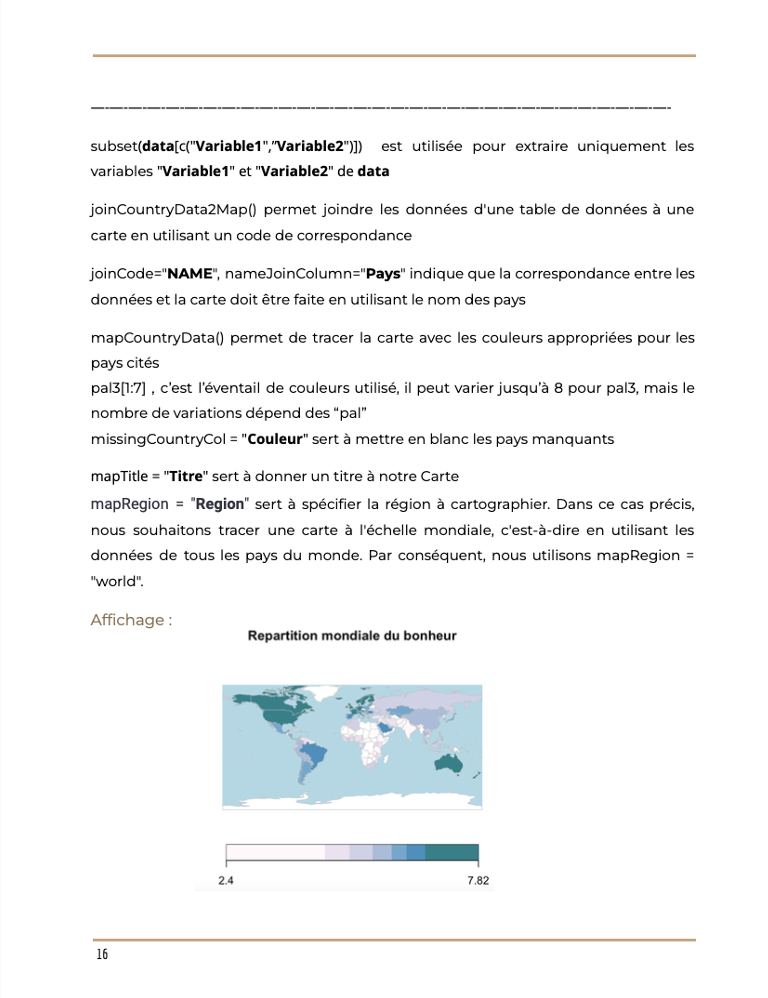 —-—-—-—-—-—-—-—-—-—-—-—-—-—-—-—-—-—-—-—-—-—-—-—-—-—-—-—-—-—-—-—-
subset(data[c("Variable1","Variable2")]) est utilisée pour extraire uniquement les
variables "Variable1" et "Variable2" de data
joinCountryData2Map() permet joindre les données d'une table de données à une
carte en utilisant un code de correspondance
joinCode="NAME", nameJoinColumn="Pays" indique que la correspondance entre les
données et la carte doit être faite en utilisant le nom des pays
mapCountryData() permet de tracer la carte avec les couleurs appropriées pour les
pays cités
pal3[1:7] , c’est l’éventail de couleurs utilisé, il peut varier jusqu’à 8 pour pal3, mais le
nombre de variations dépend des “pal”
missingCountryCol = "Couleur" sert à mettre en blanc les pays manquants
mapTitle = "Titre" sert à donner un titre à notre Carte
mapRegion = "Region" sert à spécifier la région à cartographier. Dans ce cas précis,
nous souhaitons tracer une carte à l'échelle mondiale, c'est-à-dire en utilisant les
données de tous les pays du monde. Par conséquent, nous utilisons mapRegion =
"world".
Affichage :
Repartition mondiale du bonheur
2.4 7.82
16